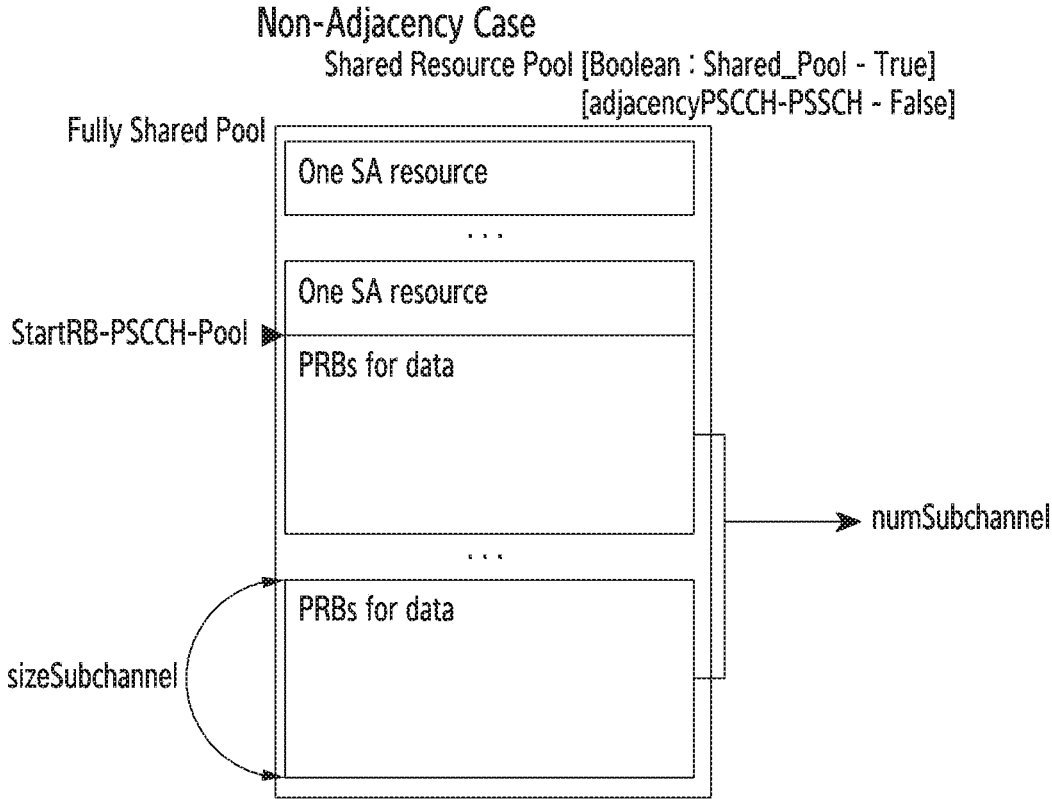 Non-Adjacency Case
Shared Resource Pool [Boolean : Shared_Pool - True]
[adjacencyPSCCH-PSSCH - False]
Fully Shared Pool
One SA resource
...
One SA resource
StartRB-PSCCH-Pool
PRBs for data
numSubchannel
...
PRBs for data
sizeSubchannel